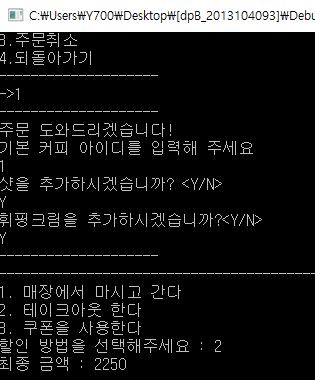 C:\Users\Y700\Desktop\[dpB_2013104093]\Debu
3.주문취소
4.되돌아가기
--------------------
->1
--------------------
주문 도와드리겠습니다!
기본 커피 아이디를 입력해 주세요
1
샷을 추가하시겠습니까? <Y/N>
Y
휘핑크림을 추가하시겠니까?<Y/N>
Y
--------------------
----------------------------------------
1. 매장에서 마시고 간다
2. 테이크아웃 한다
3. 쿠폰을 사용한다
할인 방법을 선택해주세요 : 2
최종 금액 : 2250